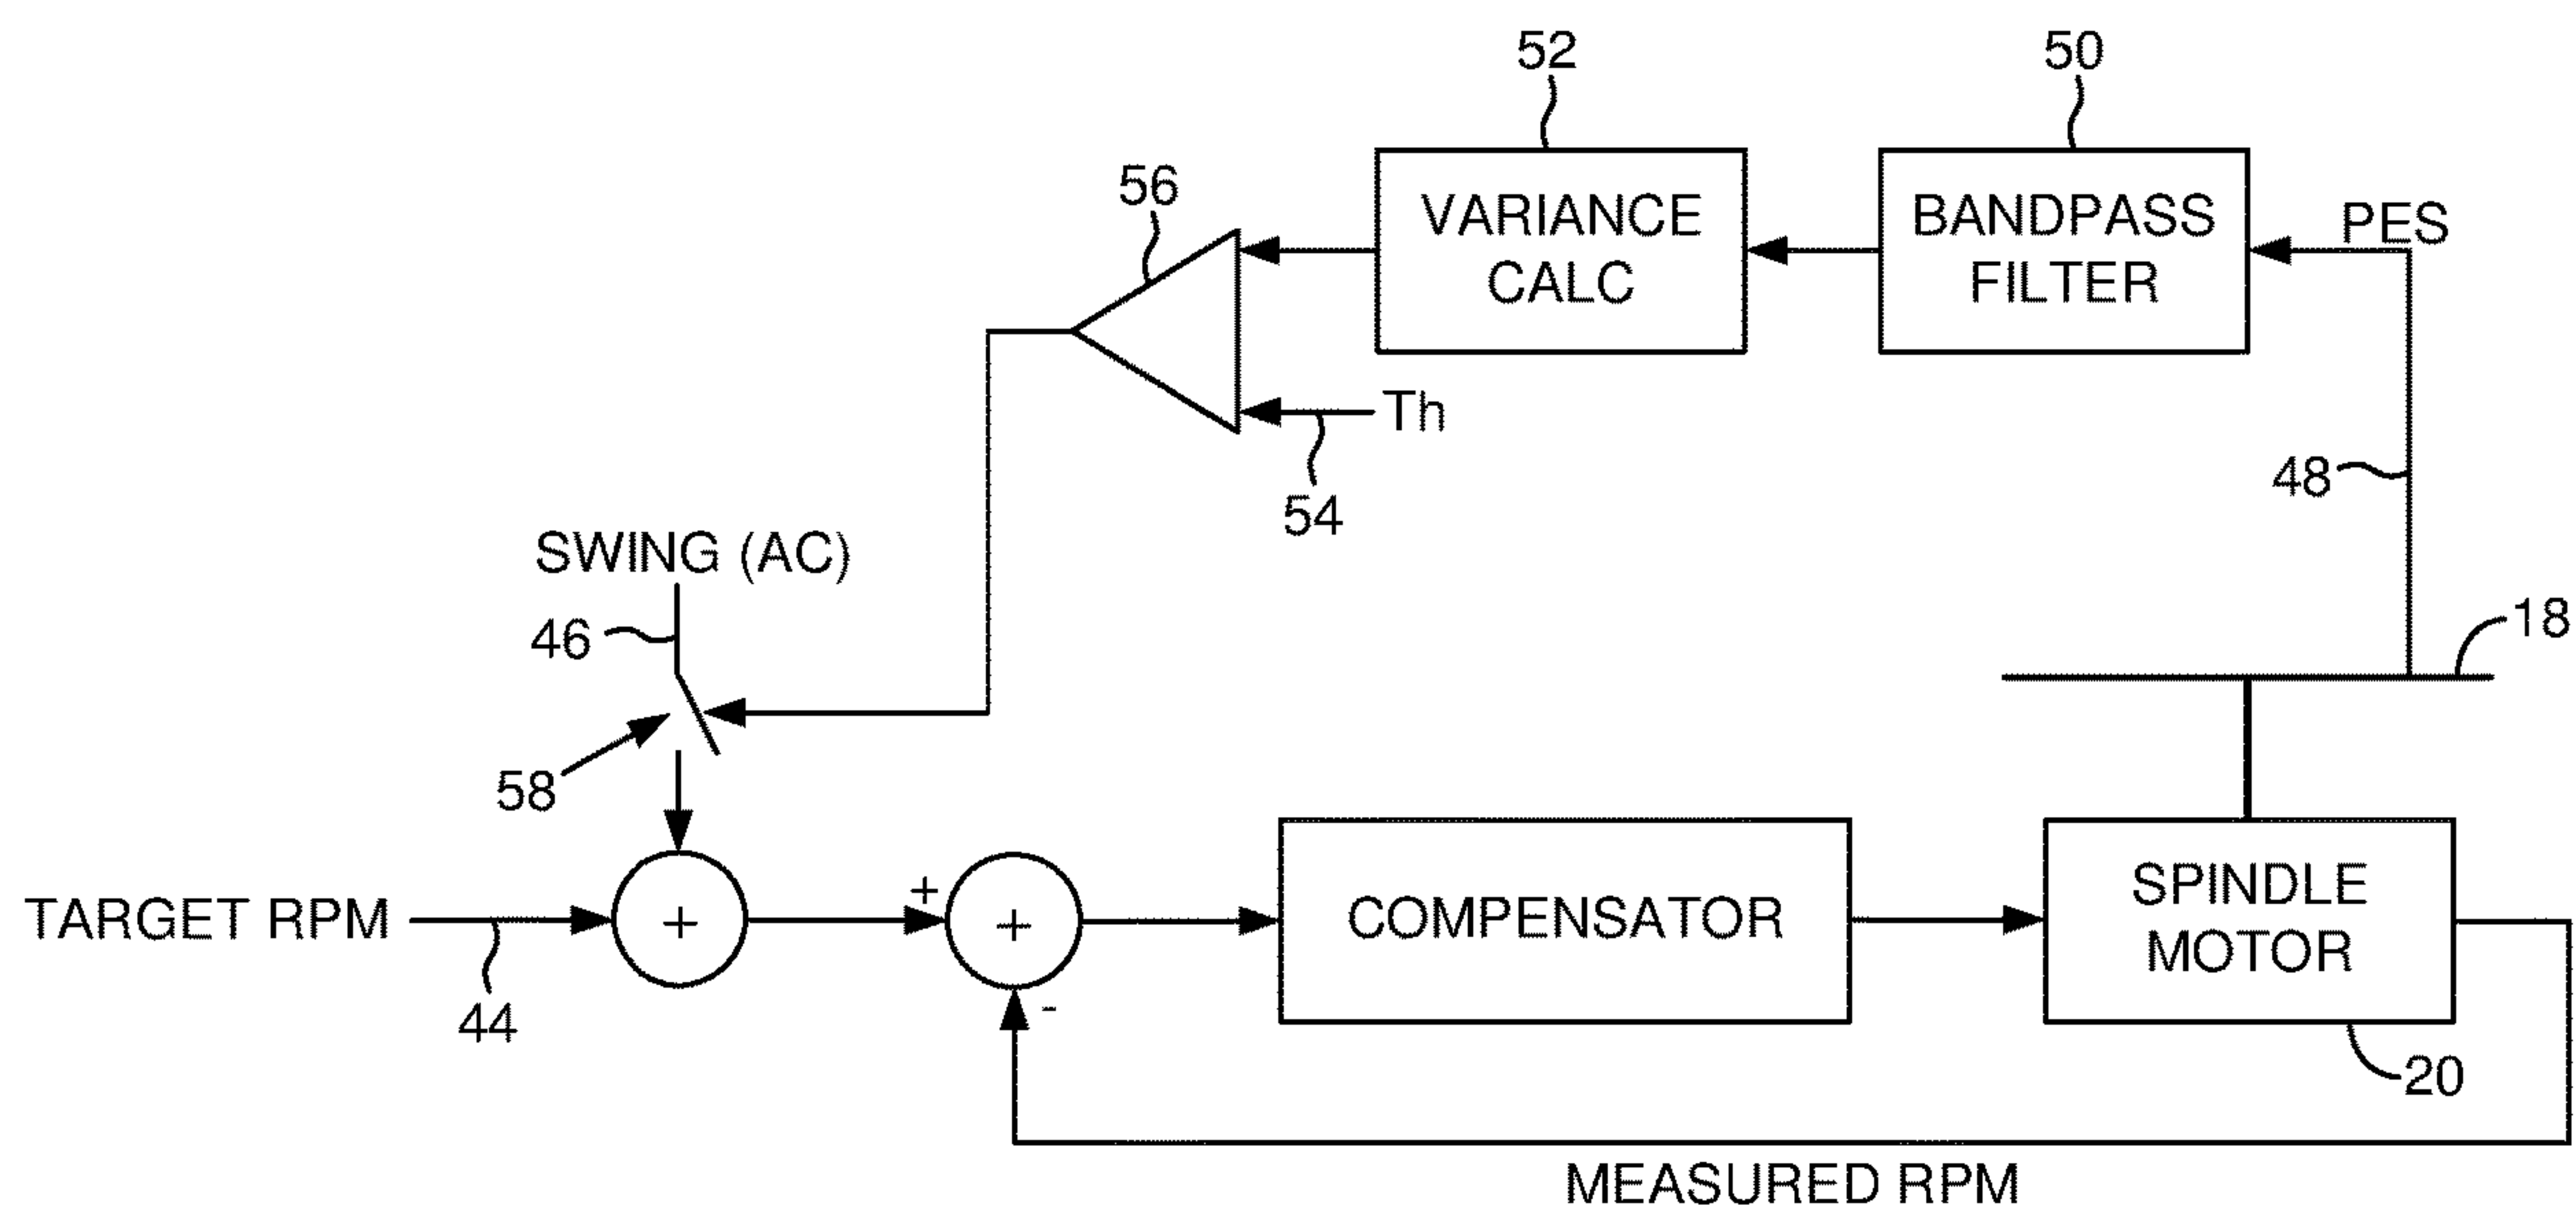 52
50
56
VARIANCE
CALC
BANDPASS
FILTER
PES
Th
54
48
SWING (AC)
46
18
58
TARGET RPM
44
+
+
+
-
COMPENSATOR
SPINDLE
MOTOR
20
MEASURED RPM